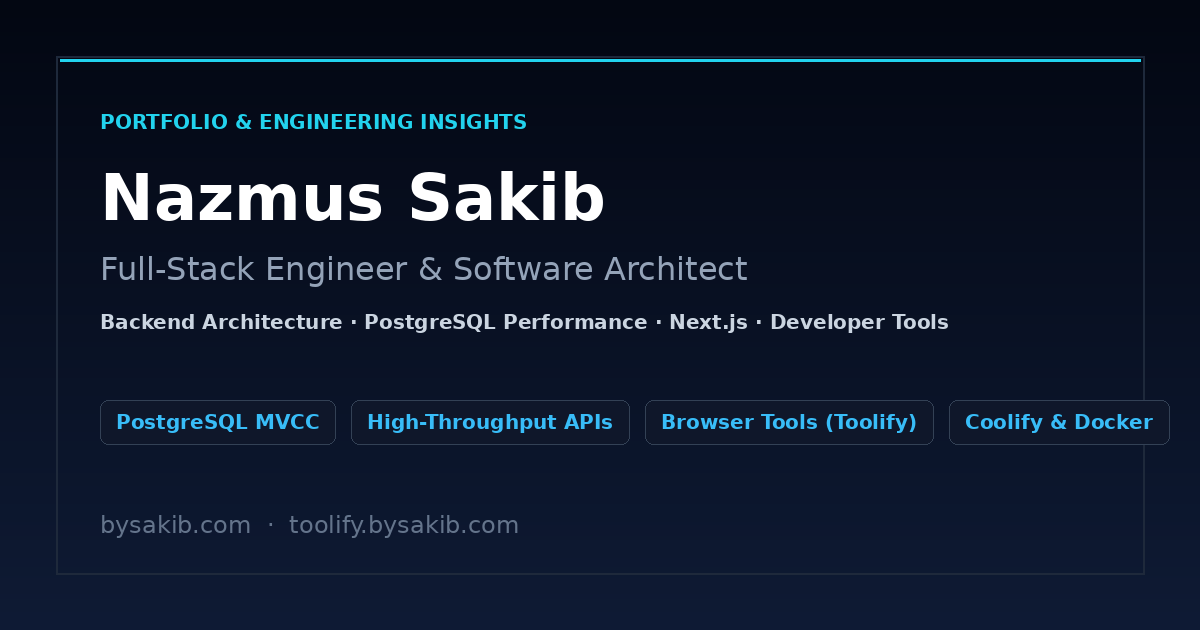 PORTFOLIO & ENGINEERING INSIGHTS
Nazmus Sakib
Full-Stack Engineer & Software Architect
Backend Architecture · PostgreSQL Performance · Next.js · Developer Tools
PostgreSQL MVCC High-Throughput APIs Browser Tools (Toolify) Coolify & Docker
bysakib.com · toolify.bysakib.com